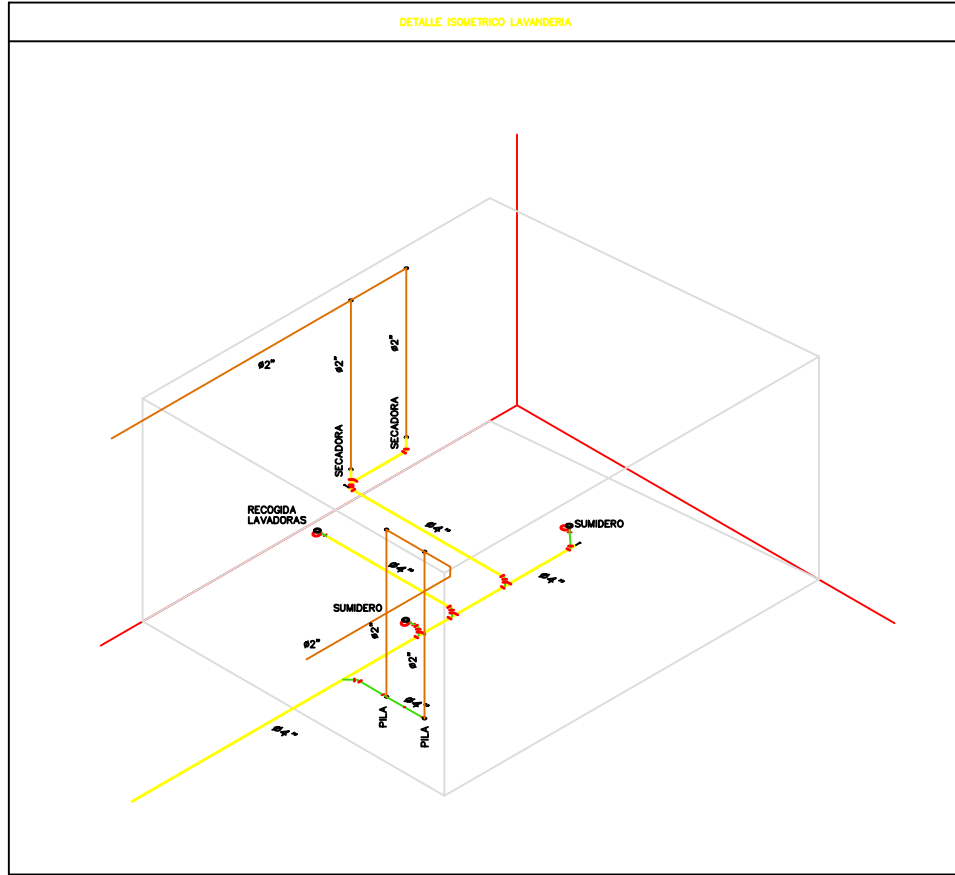 DETALLE ISOMETRICO LAVANDERIA
ø2"
ø2"
ø2"
SECADORA
SECADORA
RECOGIDA
LAVADORAS
ø4"
SUMIDERO
ø4"
ø4"
SUMIDERO
ø2"
ø2"
ø2"
ø4"
PILA
PILA
ø4"